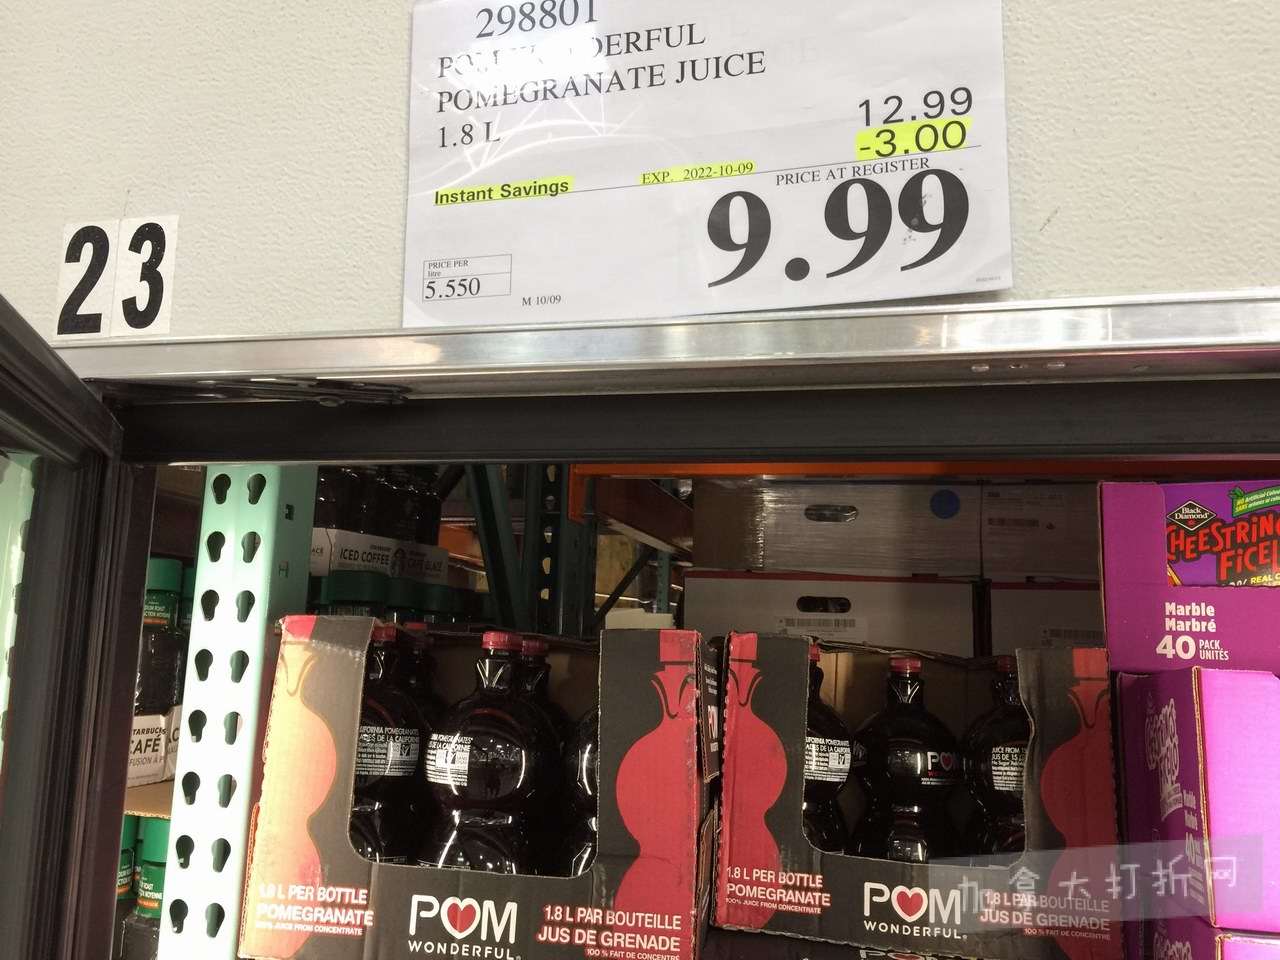 298801
POM WONDERFUL
POMEGRANATE JUICE
1.8 L
12.99
-3.00
Instant Savings
EXP. 2022-10-09
PRICE AT REGISTER
9.99
PRICE PER
litre
5.550
M 10/09
23
ICED COFFEE
STARBUCKS
CAFÉ
Black Diamond
CHEESTRIN
FICEL
Marble
Marbré
40 PACK
UNITÉS
1.8 L PER BOTTLE
POMEGRANATE
100% JUICE FROM CONCENTRATE
POM
WONDERFUL
1.8 L PAR BOUTEILLE
JUS DE GRENADE
100 % FAIT DE CONCENTRÉ
1.8 L PER BOTTLE
POMEGRANATE
100% JUICE FROM CONCENTRATE
POM
WONDERFUL
1.8 L PAR BOUTEILLE
JUS DE GRENADE
100 % FAIT DE CONCENTRÉ
加拿大打折网